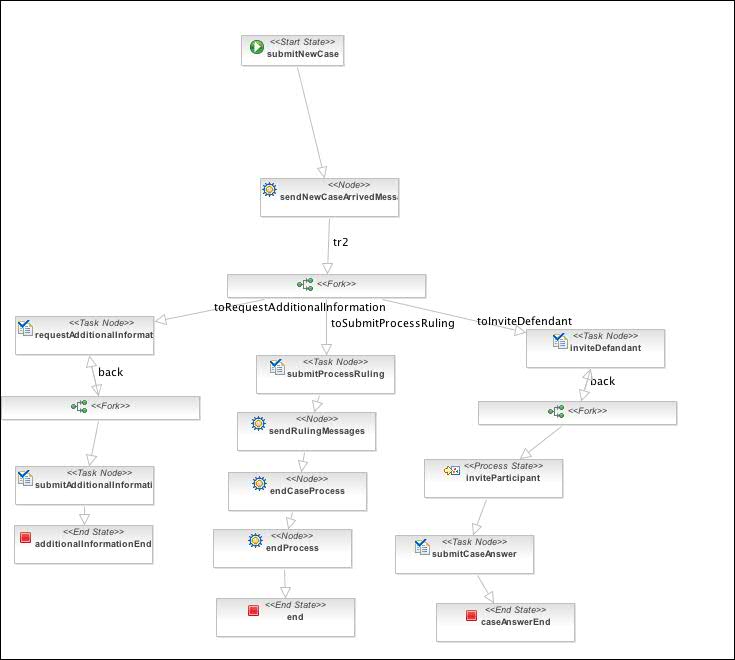 <<Start State>>
submitNewCase
<<Node>>
sendNewCaseArrivedMess
tr2
<<Fork>>
toRequestAdditionalInformation
toSubmitProcessRuling
toInviteDefendant
<<Task Node>>
requestAdditionalInformat
<<Task Node>>
inviteDefandant
<<Task Node>>
submitProcessRuling
back
back
<<Fork>>
<<Fork>>
<<Node>>
sendRulingMessages
<<Task Node>>
submitAdditionalInformati
<<Node>>
endCaseProcess
<<Process State>>
inviteParticipant
<<End State>>
additionalInformationEnd
<<Node>>
endProcess
<<Task Node>>
submitCaseAnswer
<<End State>>
end
<<End State>>
caseAnswerEnd